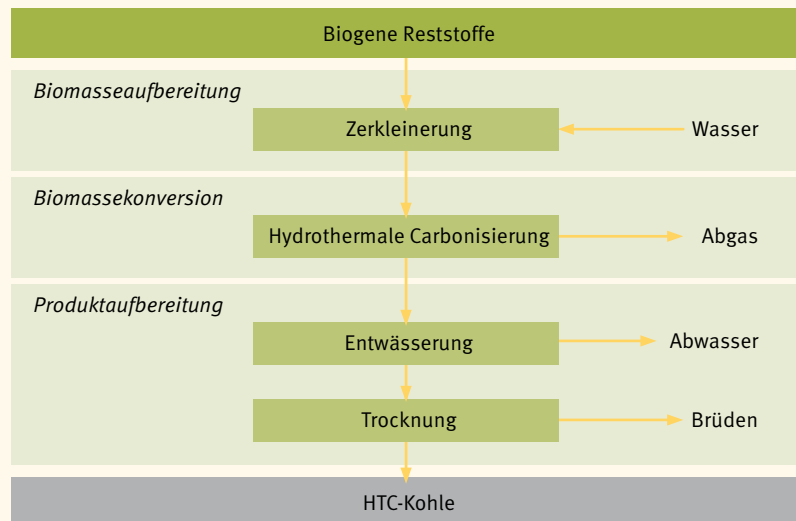 Biogene Reststoffe
Biomasseaufbereitung
Zerkleinerung
Wasser
Biomassekonversion
Hydrothermale Carbonisierung
Abgas
Produktaufbereitung
Entwässerung
Abwasser
Trocknung
Brüden
HTC-Kohle